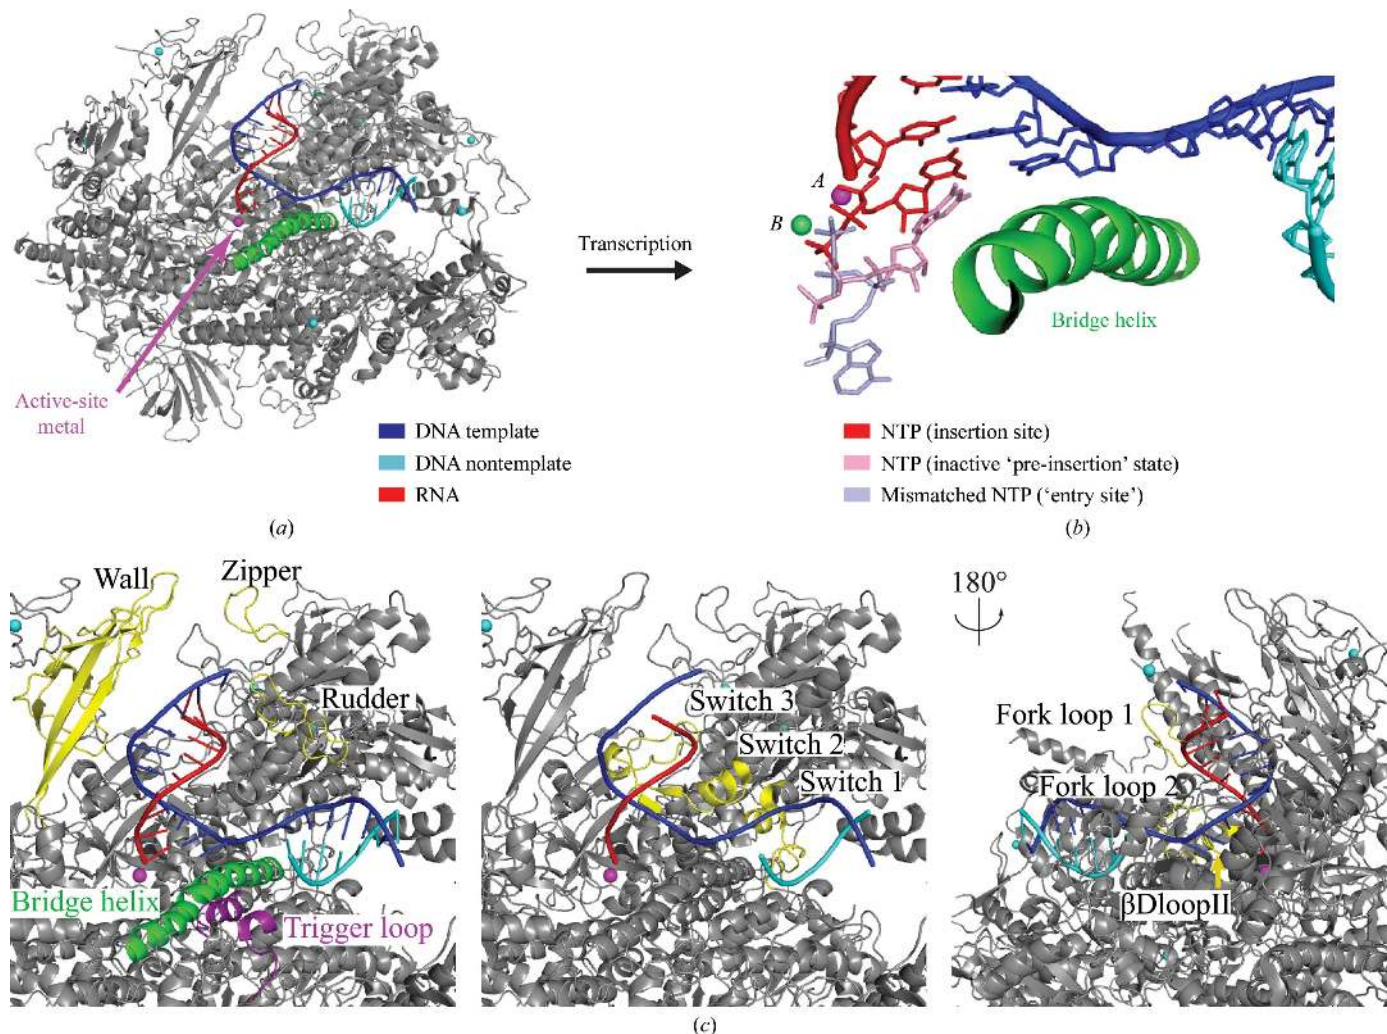 A
B
Transcription
Bridge helix
Active-site
metal
DNA template
DNA nontemplate
RNA
NTP (insertion site)
NTP (inactive ‘pre-insertion’ state)
Mismatched NTP (‘entry site’)
(a)
(b)
Wall
Zipper
Rudder
Bridge helix
Trigger loop
Switch 3
Switch 2
Switch 1
180°
Fork loop 1
Fork loop 2
βDloopII
(c)